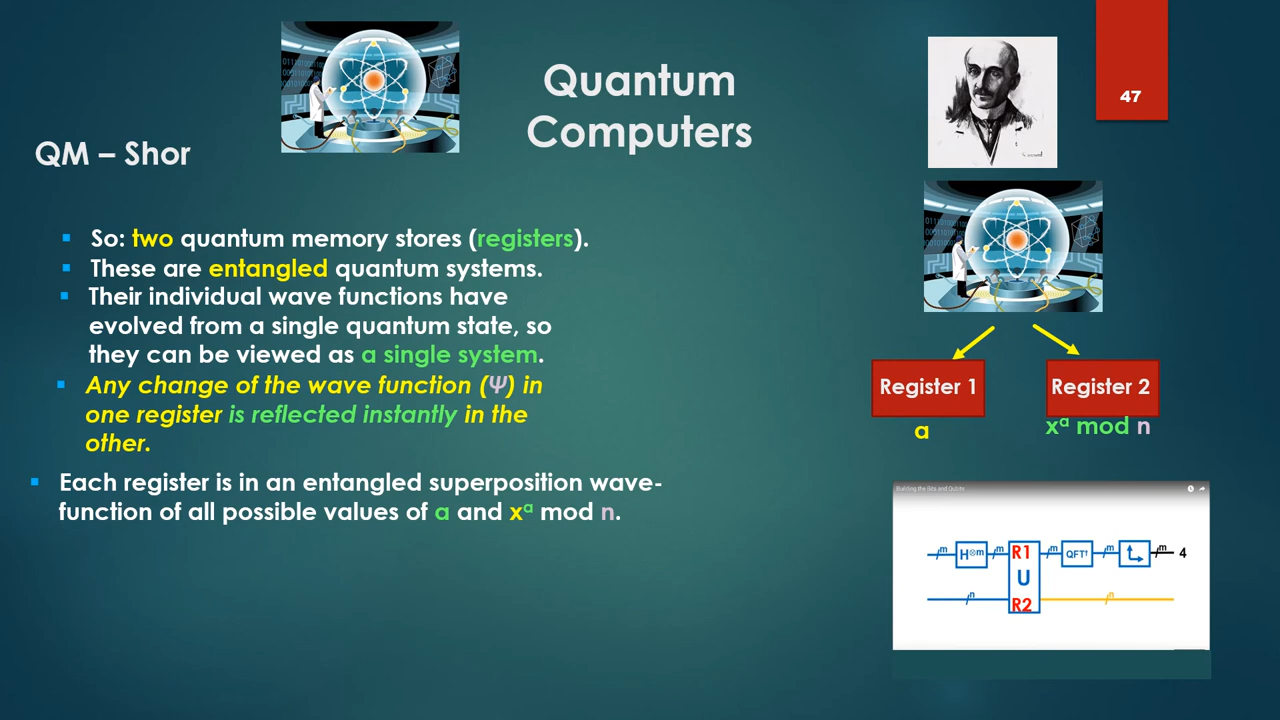 Quantum
Computers
47
QM – Shor
So: two quantum memory stores (registers).
These are entangled quantum systems.
Their individual wave functions have
evolved from a single quantum state, so
they can be viewed as a single system.
Any change of the wave function (Ψ) in
one register is reflected instantly in the
other.
Each register is in an entangled superposition wave-
function of all possible values of a and xᵃ mod n.
Register 1
Register 2
a
xᵃ mod n
Building the Bits and Qubits
m H⊗m m R1 m QFT† m m 4
U
n R2 n